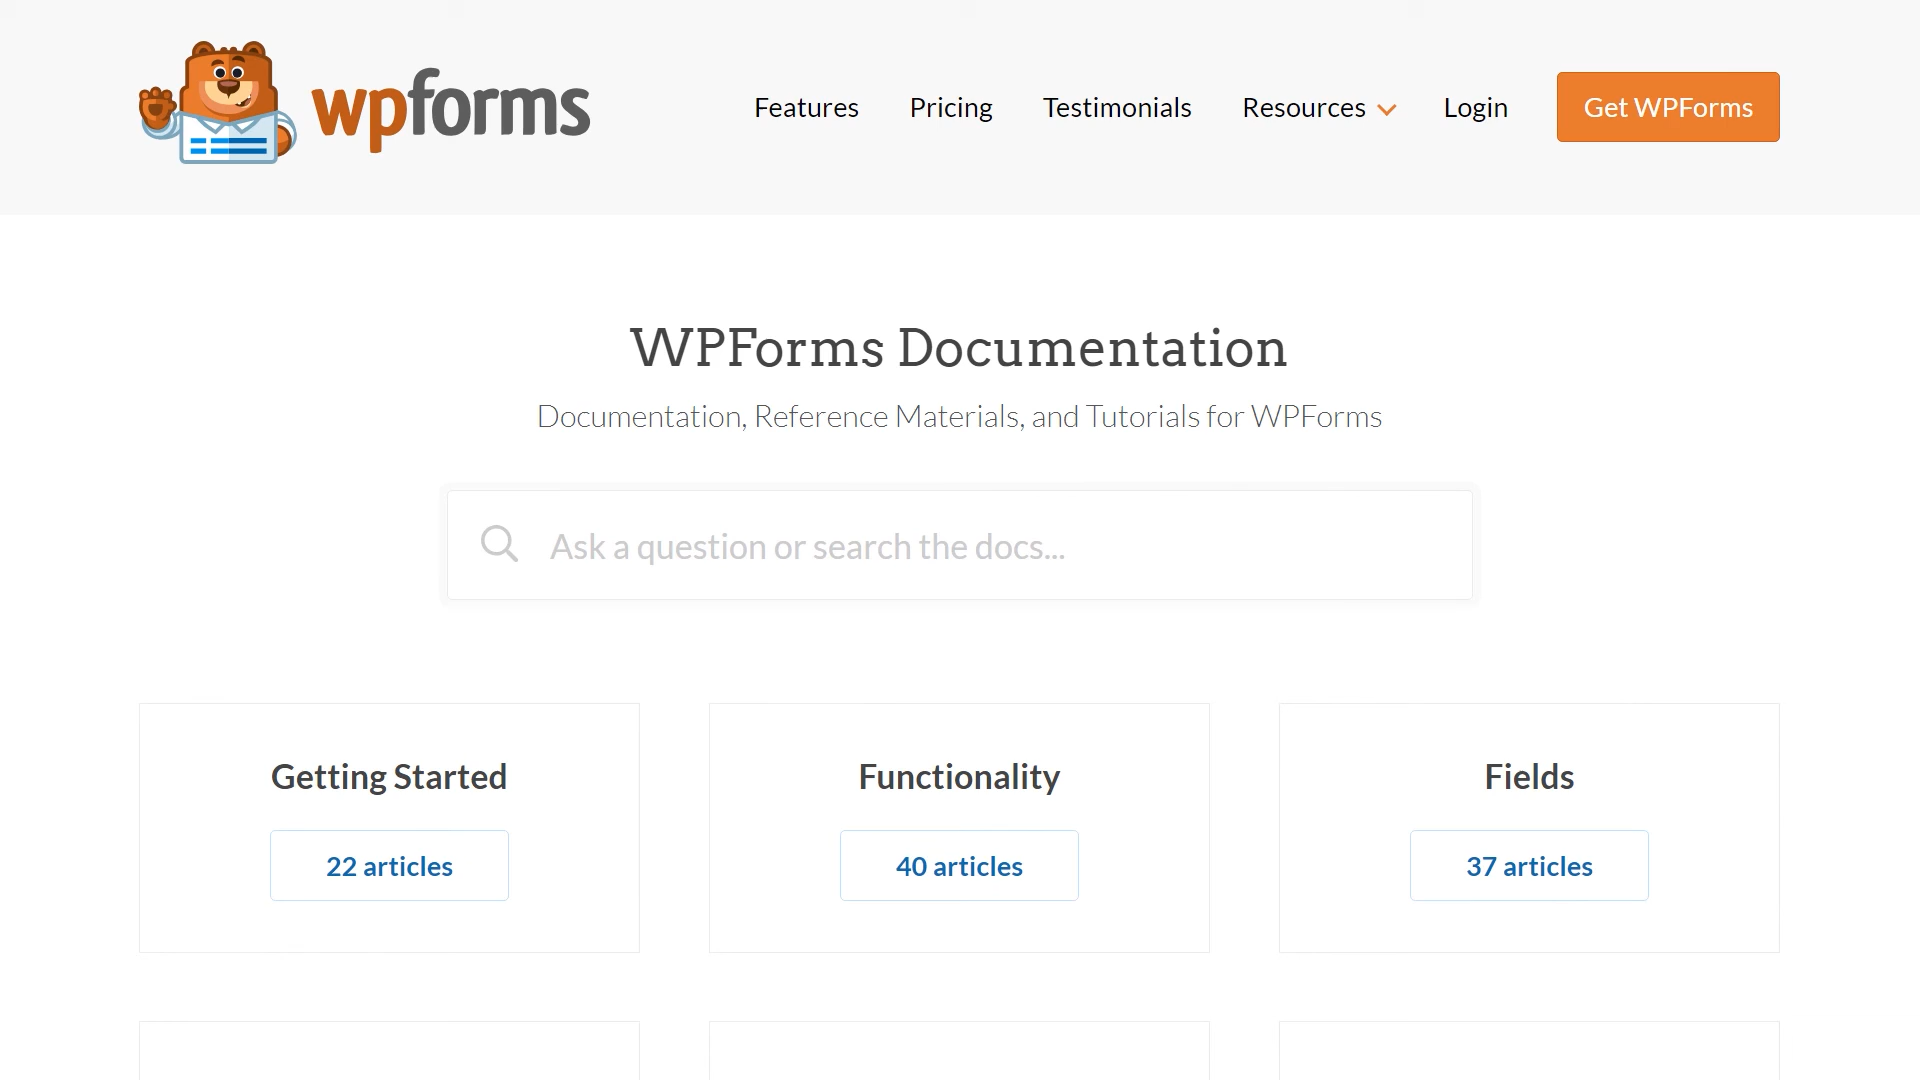 wpforms
Features Pricing Testimonials Resources Login Get WPForms
WPForms Documentation
Documentation, Reference Materials, and Tutorials for WPForms
Ask a question or search the docs...
Getting Started Functionality Fields
22 articles 40 articles 37 articles